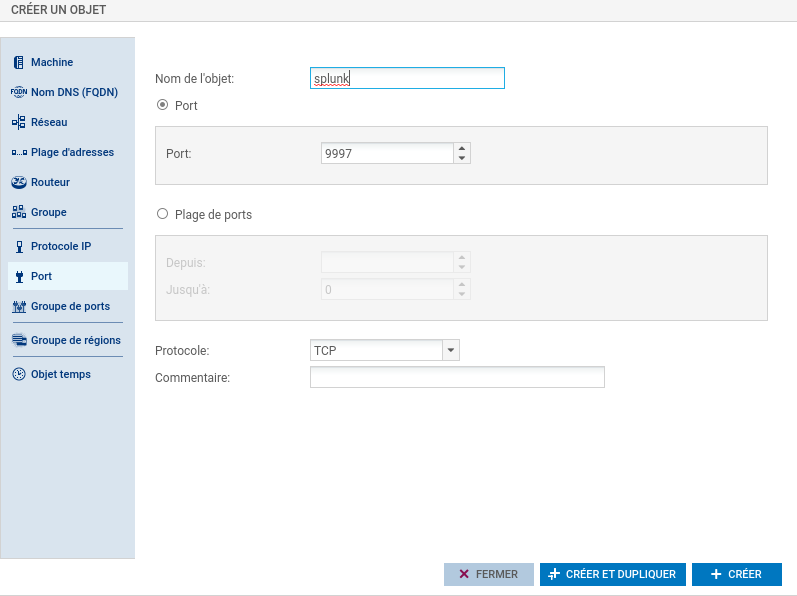 CRÉER UN OBJET
Machine
FQDN Nom DNS (FQDN)
Réseau
Plage d'adresses
Routeur
Groupe
Protocole IP
Port
Groupe de ports
Groupe de régions
Objet temps
Nom de l'objet: splunk
Port
Port: 9997
Plage de ports
Depuis:
Jusqu'à: 0
Protocole: TCP
Commentaire:
FERMER CRÉER ET DUPLIQUER CRÉER